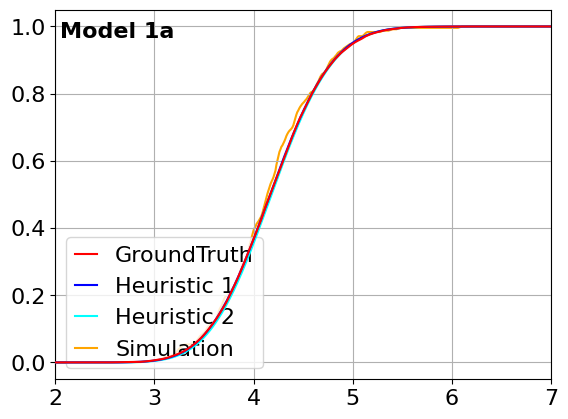 Model 1a
1.0
0.8
0.6
0.4
0.2
0.0
GroundTruth
Heuristic 1
Heuristic 2
Simulation
2 3 4 5 6 7